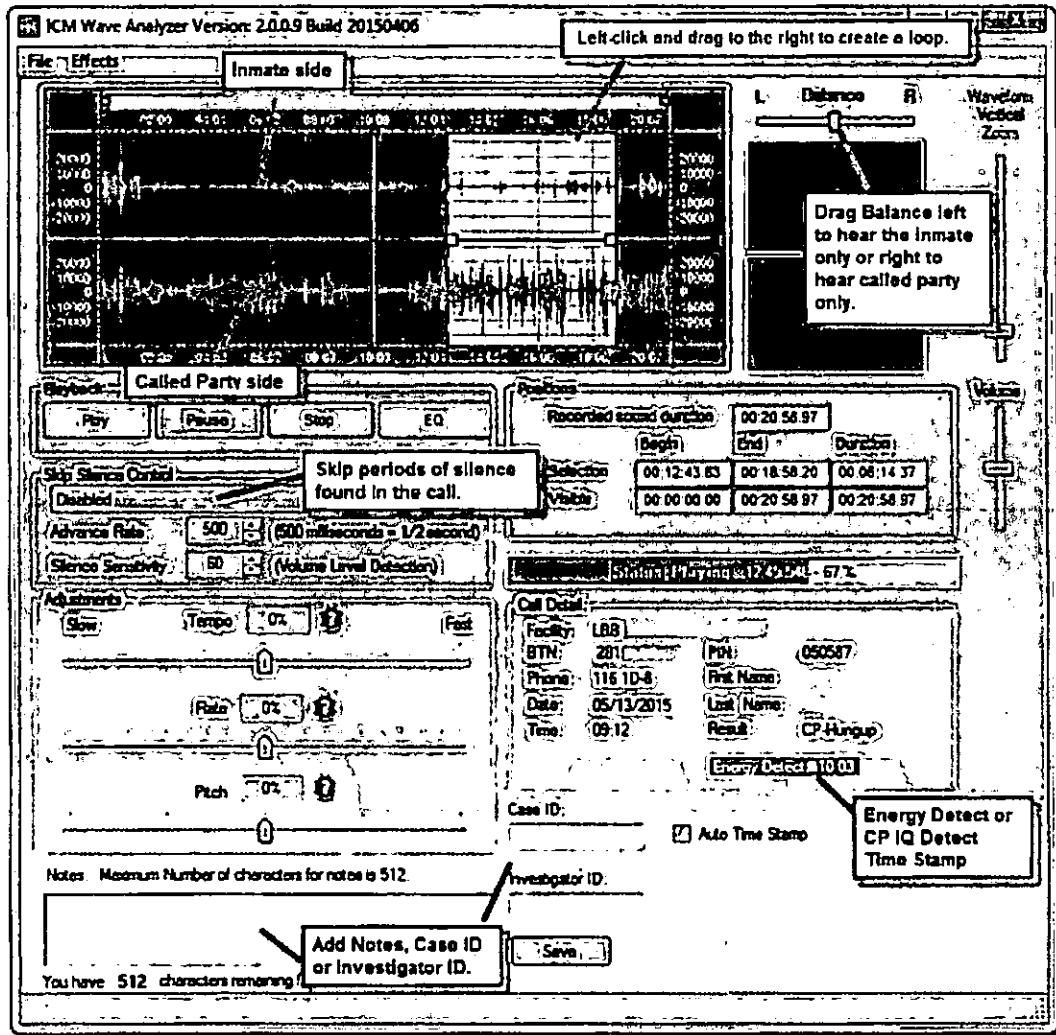 ICM Wave Analyzer Version: 2.0.0.9 Build 20150406
File Effects
Inmate side
Left-click and drag to the right to create a loop.
L Balance R
Waveform
Vertical
Zoom
Drag Balance left
to hear the inmate
only or right to
hear called party
only.
Called Party side
Playback
Play Pause Stop EQ
Positions
Recorded sound duration 00:20:58.97
Begin End Duration
Selection 00:12:43.83 00:18:58.20 00:06:14.37
Visible 00:00:00.00 00:20:58.97 00:20:58.97
Volume
Skip Silence Control
Disabled
Skip periods of silence
found in the call.
Advance Rate 500 (500 milliseconds = 1/2 second)
Silence Sensitivity 60 (Volume Level Detection)
- 67 %
Adjustments
Slow Tempo 0% ? Fast
Rate 0% ?
Pitch 0% ?
Call Detail
Facility: LBB
BTN: 281 PIN: 050587
Phone: 116 1D-8 First Name:
Date: 05/13/2015 Last Name:
Time: 09:12 Result: CP-Hungup
Energy Detect @ 10:03
Energy Detect or
CP IQ Detect
Time Stamp
Case ID:
Auto Time Stamp
Notes: Maximum Number of characters for notes is 512.
Investigator ID:
Add Notes, Case ID
or Investigator ID.
Save
You have 512 characters remaining